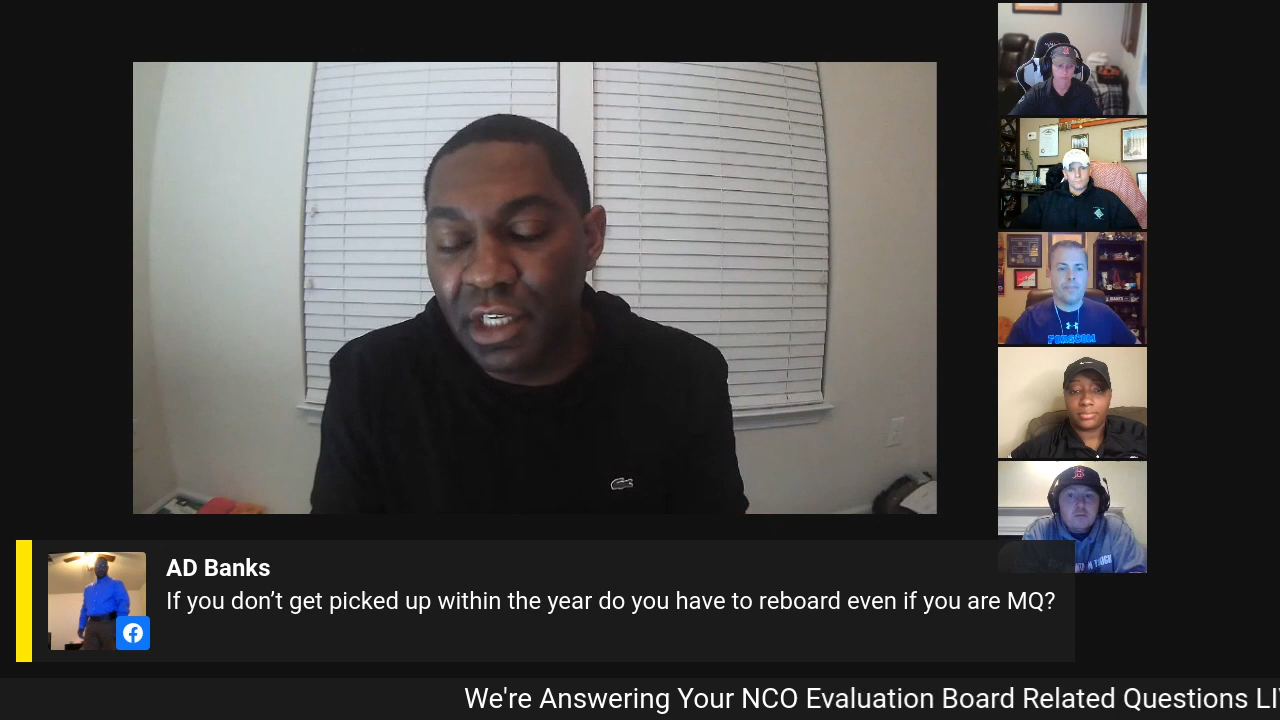 AD Banks
If you don’t get picked up within the year do you have to reboard even if you are MQ?
We're Answering Your NCO Evaluation Board Related Questions LI